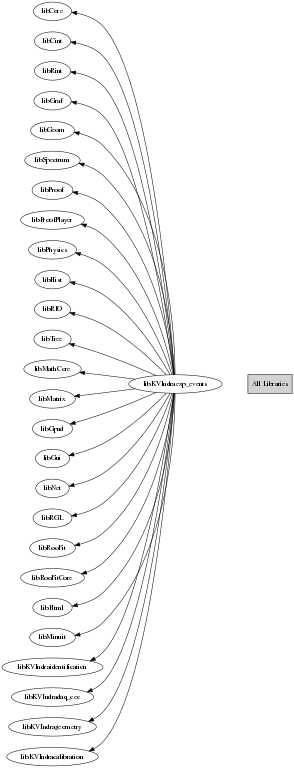 libCore
libCint
libRint
libGraf
libGeom
libSpectrum
libProof
libProofPlayer
libPhysics
libHist
libRIO
libTree
libMathCore
libKVIndraexp_events
All Libraries
libMatrix
libGpad
libGui
libNet
libRGL
libRooFit
libRooFitCore
libHtml
libMinuit
libKVIndraidentification
libKVIndradaq_cec
libKVIndrageometry
libKVIndracalibration